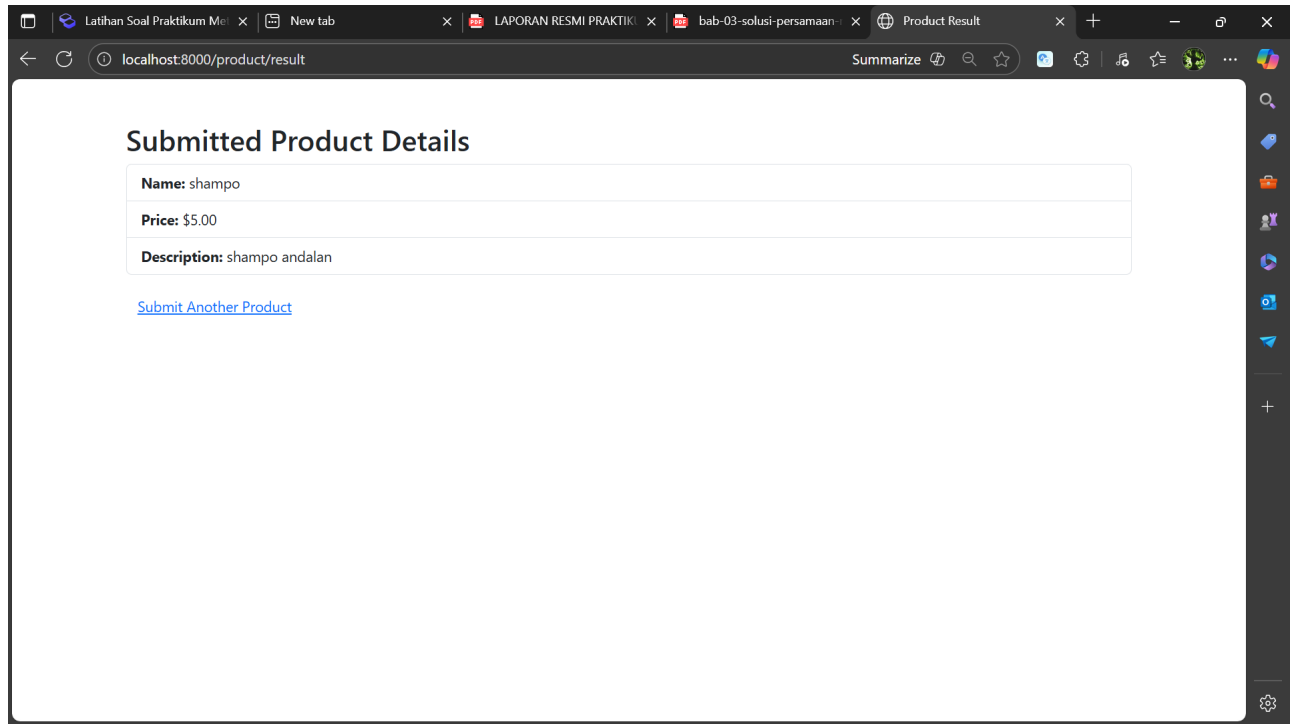 Latihan Soal Praktikum Me
New tab
LAPORAN RESMI PRAKTIK
bab-03-solusi-persamaan-
Product Result
localhost:8000/product/result
Summarize
Submitted Product Details
Name: shampo
Price: $5.00
Description: shampo andalan
Submit Another Product